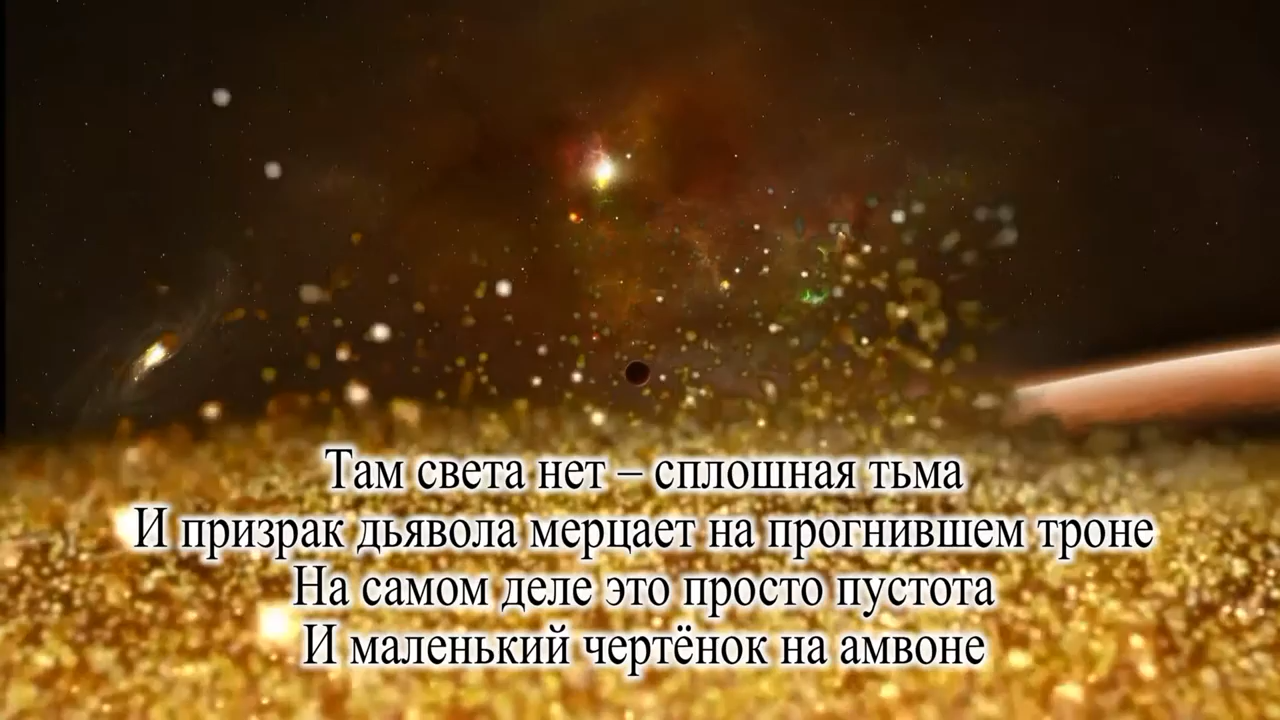 Там света нет – сплошная тьма
И призрак дьявола мерцает на прогнившем троне
На самом деле это просто пустота
И маленький чертёнок на амвоне